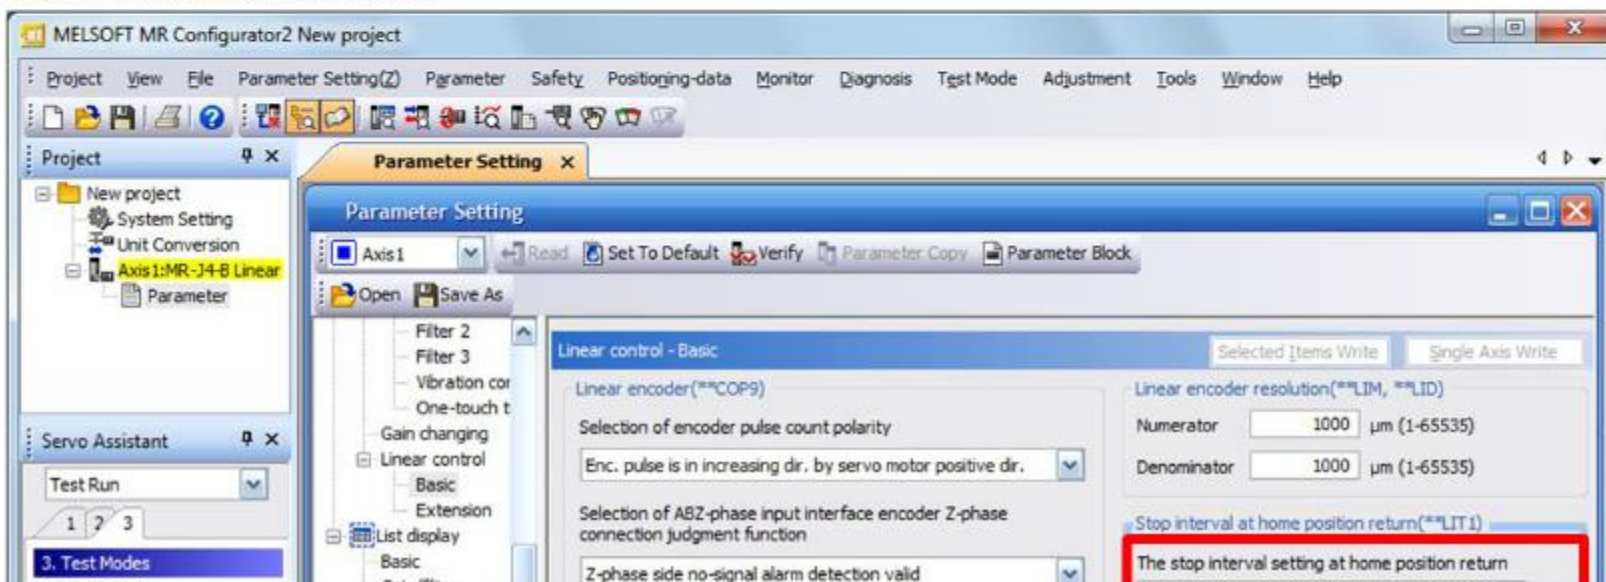 MELSOFT MR Configurator2 New project
Project View File Parameter Setting(Z) Parameter Safety Positioning-data Monitor Diagnosis Test Mode Adjustment Tools Window Help
Project
Parameter Setting
New project
System Setting
Unit Conversion
Axis1:MR-J4-B Linear
Parameter
Parameter Setting
Axis1 Read Set To Default Verify Parameter Copy Parameter Block
Open Save As
Filter 2
Filter 3
Vibration cor
One-touch t
Gain changing
Linear control
Basic
Extension
List display
Basic
Linear control - Basic
Selected Items Write Single Axis Write
Linear encoder(**COP9)
Selection of encoder pulse count polarity
Enc. pulse is in increasing dir. by servo motor positive dir.
Selection of ABZ-phase input interface encoder Z-phase
connection judgment function
Z-phase side no-signal alarm detection valid
Linear encoder resolution(**LIM, **LID)
Numerator 1000 μm (1-65535)
Denominator 1000 μm (1-65535)
Stop interval at home position return(**LIT1)
The stop interval setting at home position return
Servo Assistant
Test Run
1 2 3
3. Test Modes